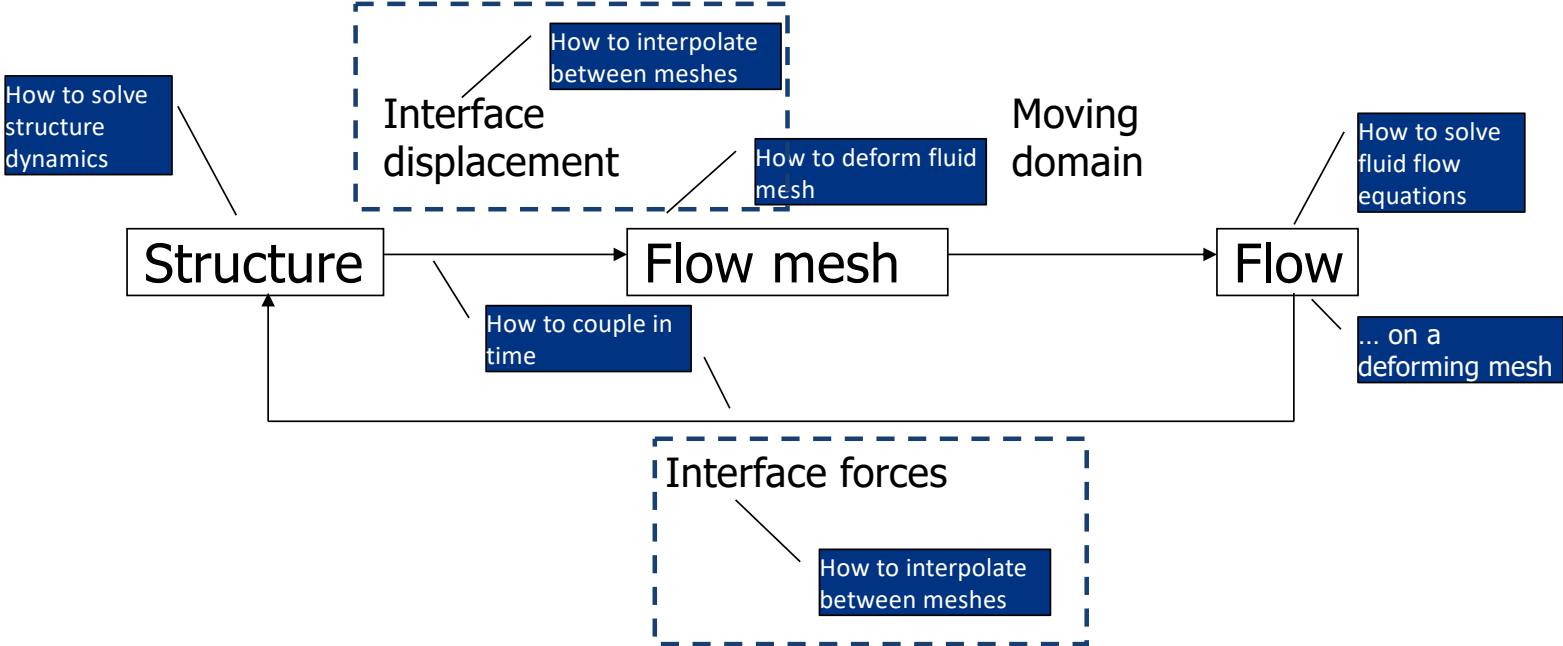 How to interpolate
between meshes
How to solve
structure
dynamics
Interface
displacement
Moving
domain
How to solve
fluid flow
equations
How to deform fluid
mesh
Structure
Flow mesh
Flow
How to couple in
time
... on a
deforming mesh
Interface forces
How to interpolate
between meshes